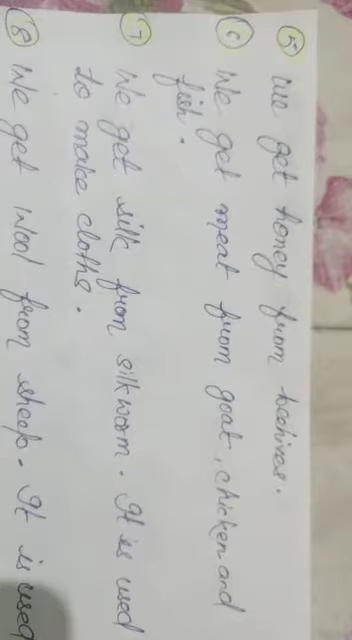 5 We get honey from beehives.
6 We get meat from goat, chicken and
fish.
7 We get silk from silkworm. It is used
to make cloths.
8 We get wool from sheep. It is used